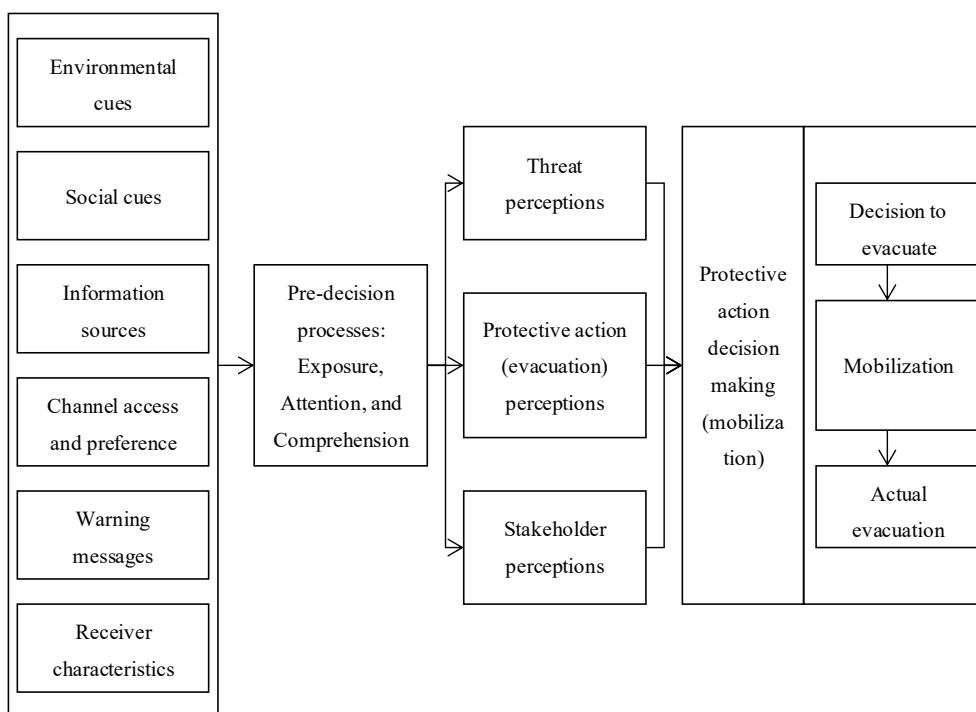 Environmental
cues
Social cues
Information
sources
Channel access
and preference
Warning
messages
Receiver
characteristics
Pre-decision
processes:
Exposure,
Attention, and
Comprehension
Threat
perceptions
Protective action
(evacuation)
perceptions
Stakeholder
perceptions
Protective
action
decision
making
(mobiliza
tion)
Decision to
evacuate
Mobilization
Actual
evacuation